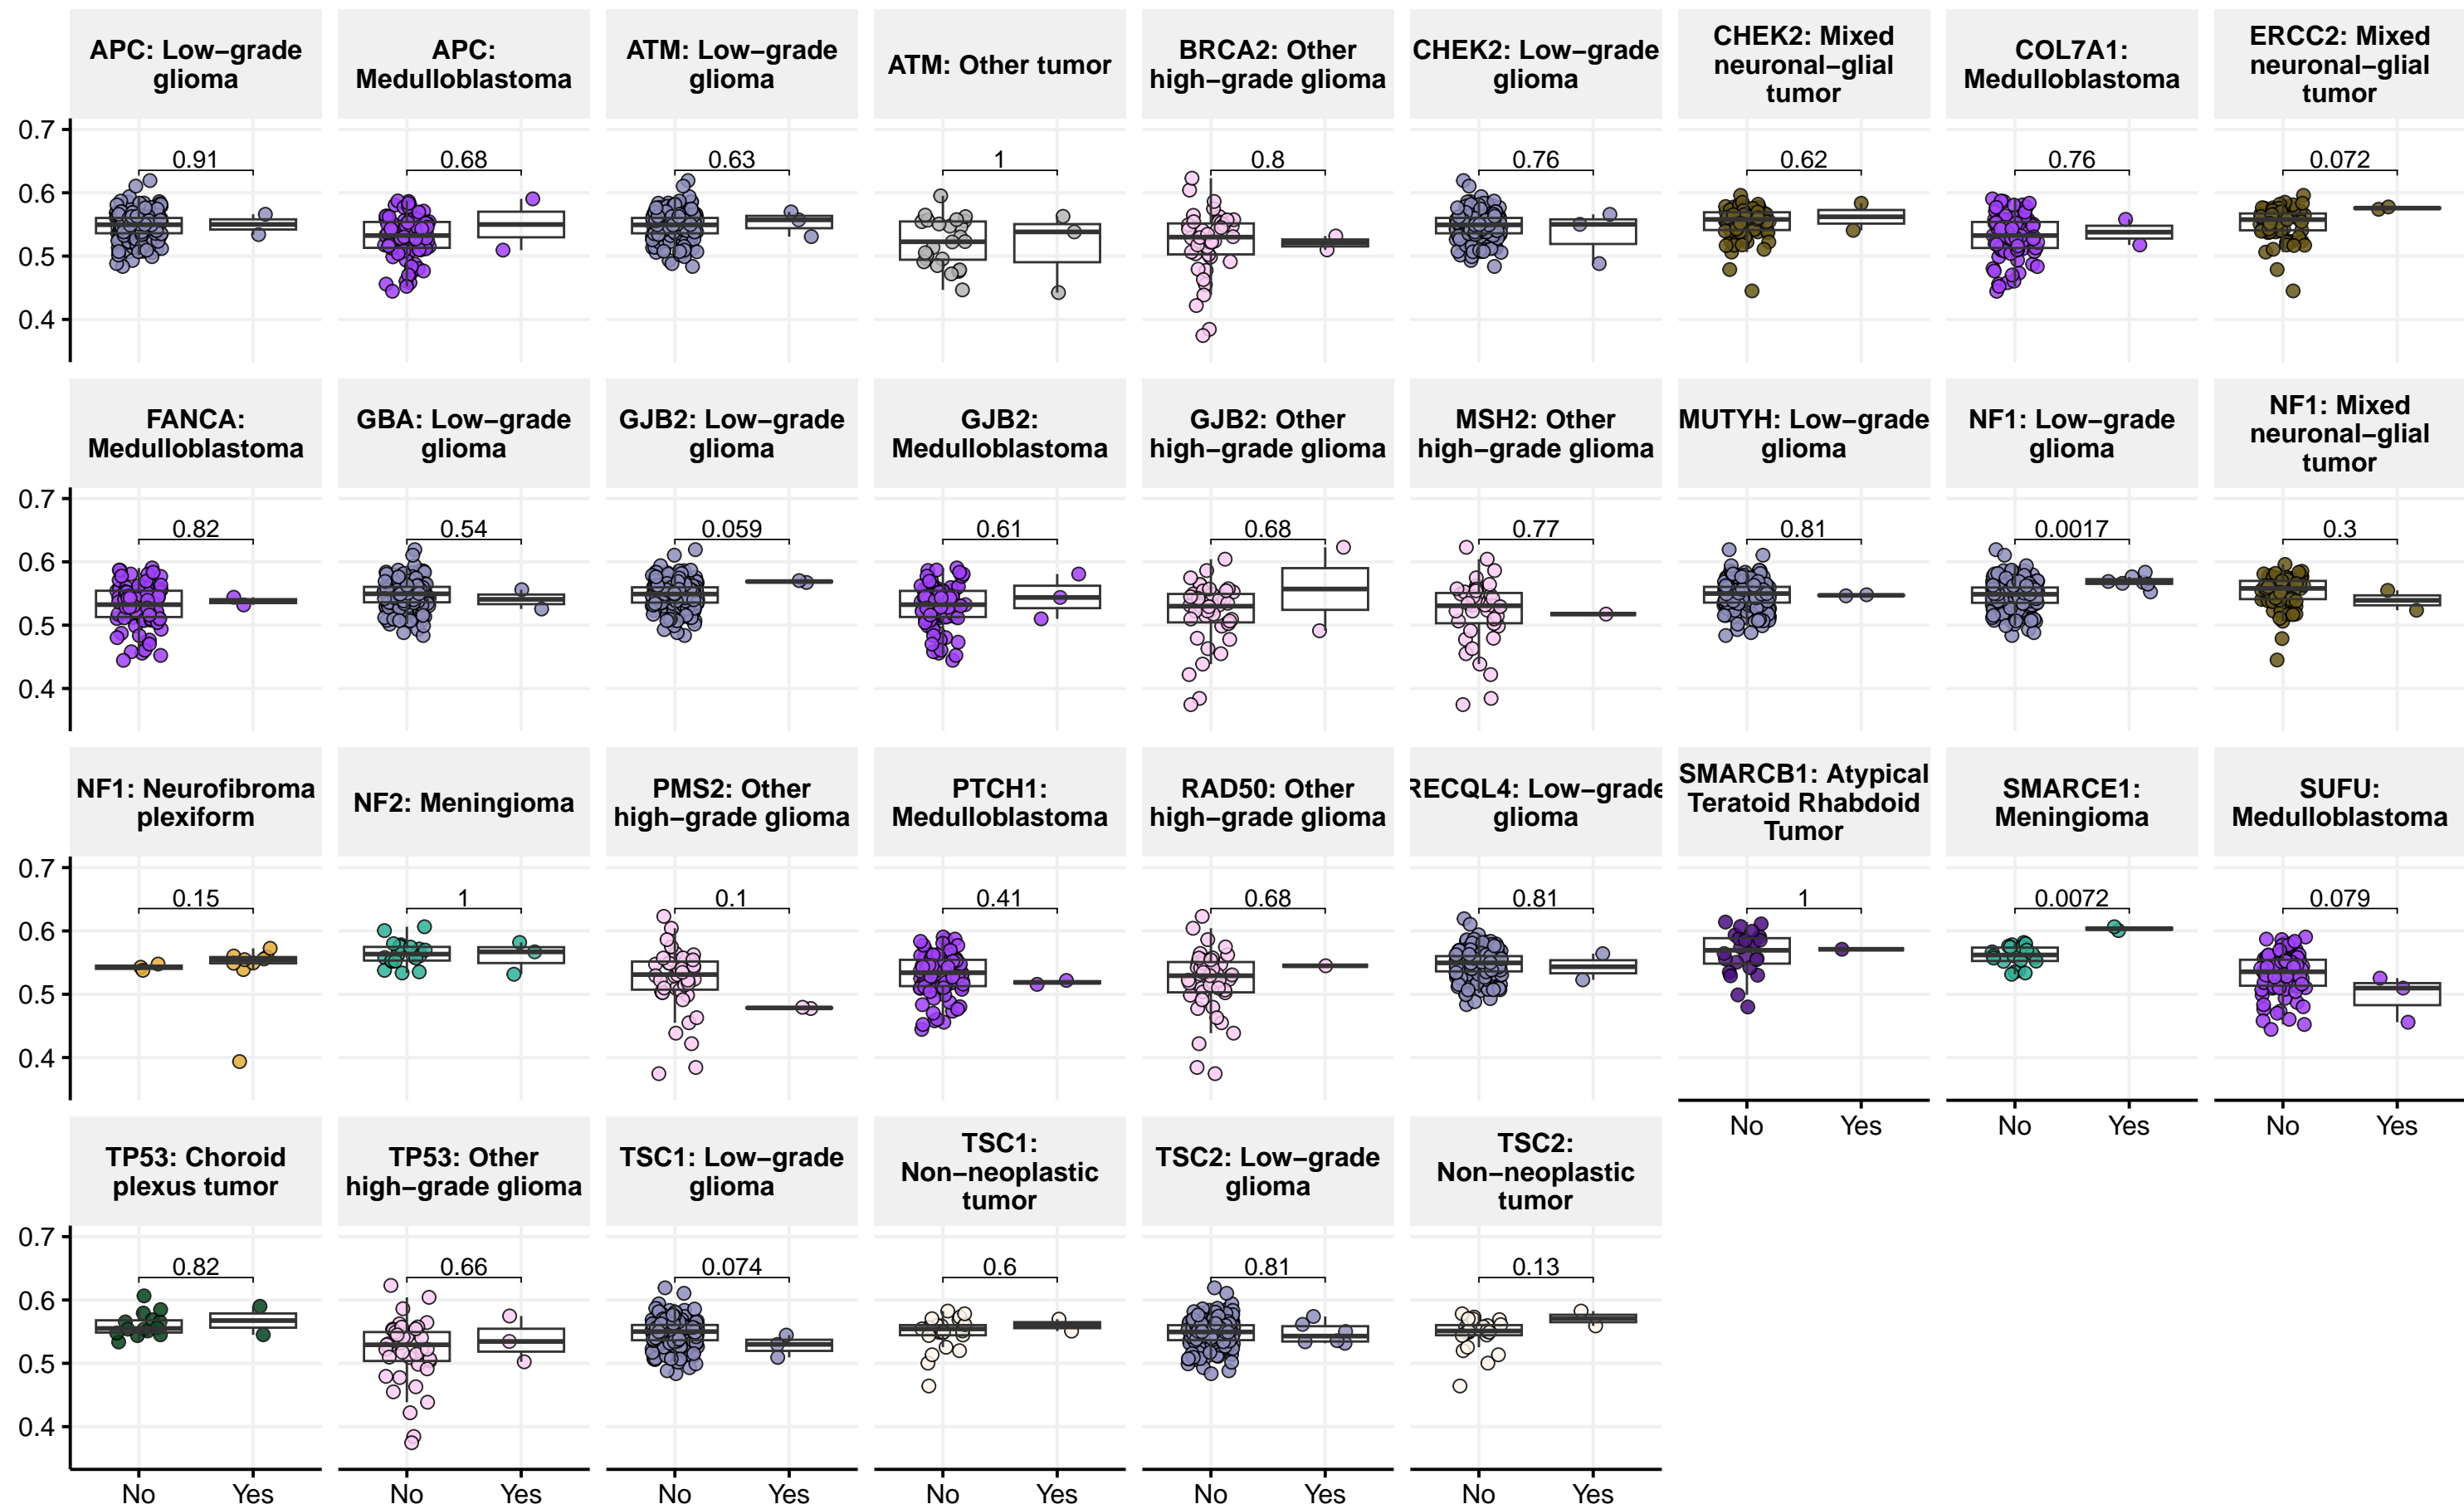 APC: Low−grade
glioma
APC:
Medulloblastoma
ATM: Low−grade
glioma
ATM: Other tumor
BRCA2: Other
high−grade glioma
CHEK2: Low−grade
glioma
CHEK2: Mixed
neuronal−glial
tumor
COL7A1:
Medulloblastoma
ERCC2: Mixed
neuronal−glial
tumor
0.7
0.6
0.5
0.4
0.91
0.68
0.63
1
0.8
0.76
0.62
0.76
0.072
FANCA:
Medulloblastoma
GBA: Low−grade
glioma
GJB2: Low−grade
glioma
GJB2:
Medulloblastoma
GJB2: Other
high−grade glioma
MSH2: Other
high−grade glioma
MUTYH: Low−grade
glioma
NF1: Low−grade
glioma
NF1: Mixed
neuronal−glial
tumor
0.7
0.6
0.5
0.4
0.82
0.54
0.059
0.61
0.68
0.77
0.81
0.0017
0.3
NF1: Neurofibroma
plexiform
NF2: Meningioma
PMS2: Other
high−grade glioma
PTCH1:
Medulloblastoma
RAD50: Other
high−grade glioma
RECQL4: Low−grade
glioma
SMARCB1: Atypical
Teratoid Rhabdoid
Tumor
SMARCE1:
Meningioma
SUFU:
Medulloblastoma
0.7
0.6
0.5
0.4
0.15
1
0.1
0.41
0.68
0.81
1
0.0072
0.079
No Yes
No Yes
No Yes
TP53: Choroid
plexus tumor
TP53: Other
high−grade glioma
TSC1: Low−grade
glioma
TSC1:
Non−neoplastic
tumor
TSC2: Low−grade
glioma
TSC2:
Non−neoplastic
tumor
0.7
0.6
0.5
0.4
0.82
0.66
0.074
0.6
0.81
0.13
No Yes
No Yes
No Yes
No Yes
No Yes
No Yes